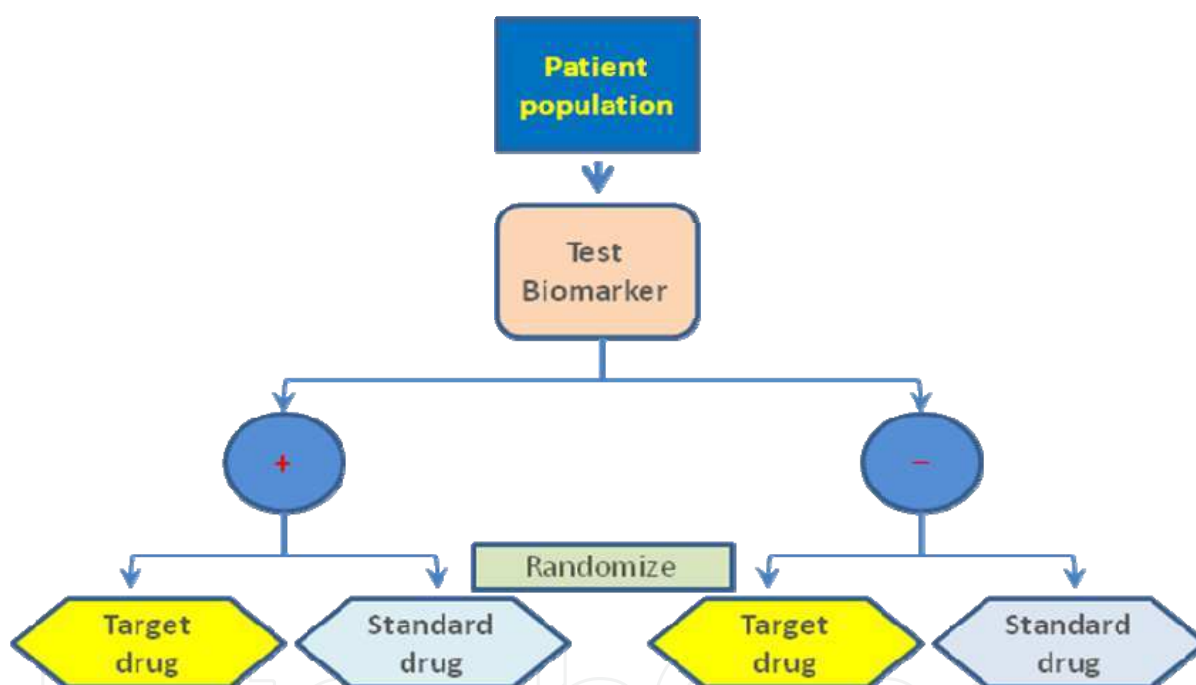 Patient
population
Test
Biomarker
+
−
Randomize
Target
drug
Standard
drug
Target
drug
Standard
drug